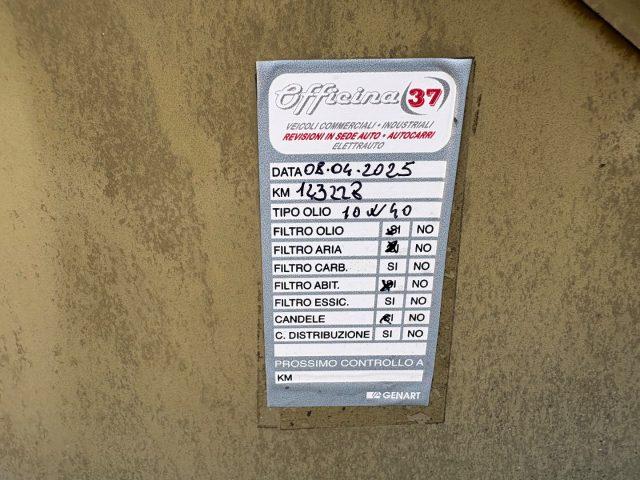 Officina 37
VEICOLI COMMERCIALI • INDUSTRIALI
REVISIONI IN SEDE AUTO • AUTOCARRI
ELETTRAUTO
DATA 08.04.2025
KM 123228
TIPO OLIO 10w40
FILTRO OLIO SI NO
FILTRO ARIA SI NO
FILTRO CARB. SI NO
FILTRO ABIT. SI NO
FILTRO ESSIC. SI NO
CANDELE SI NO
C. DISTRIBUZIONE SI NO
PROSSIMO CONTROLLO A
KM
GENART